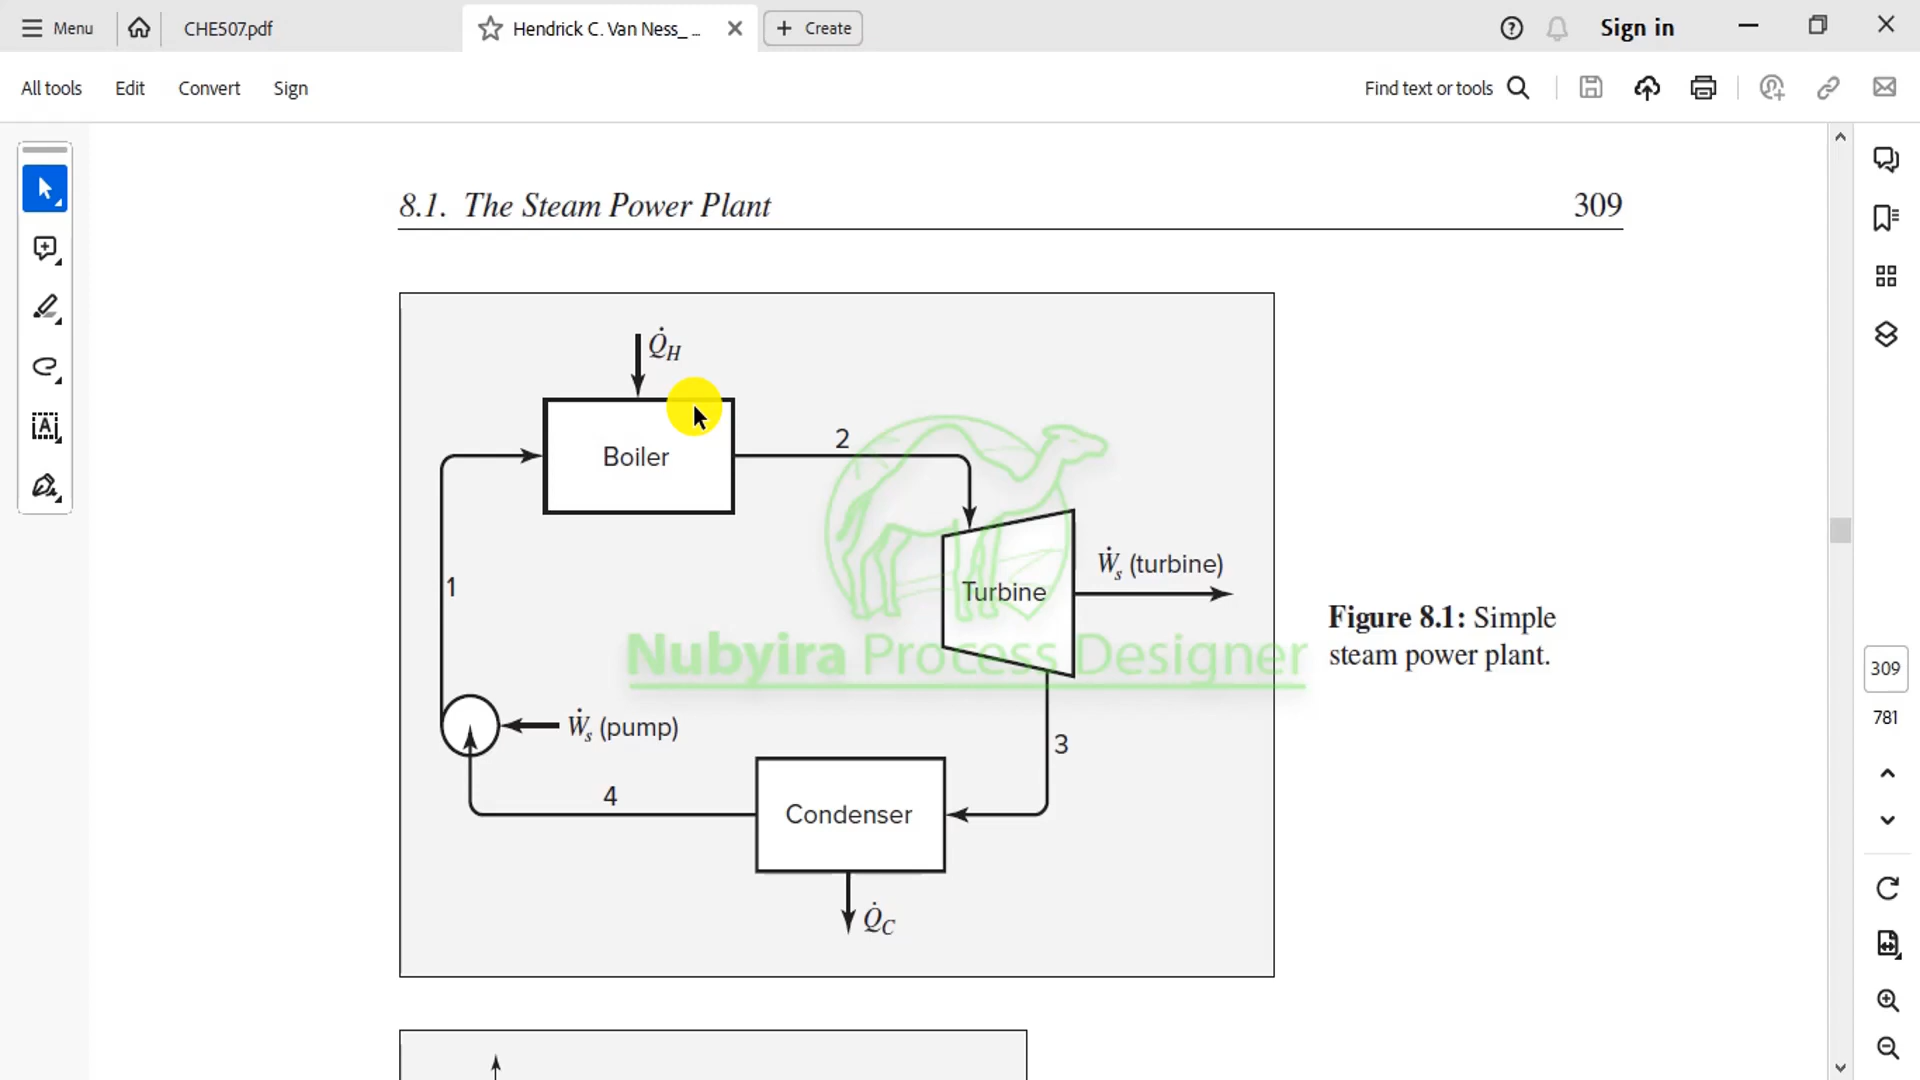 Menu
CHE507.pdf
Hendrick C. Van Ness_ ...
Create
Sign in
All tools
Edit
Convert
Sign
Find text or tools
8.1. The Steam Power Plant
309
Q̇H
Boiler
2
Ẇs (turbine)
Turbine
1
Figure 8.1: Simple
steam power plant.
Nubyira Process Designer
309
781
Ẇs (pump)
3
4
Condenser
Q̇C